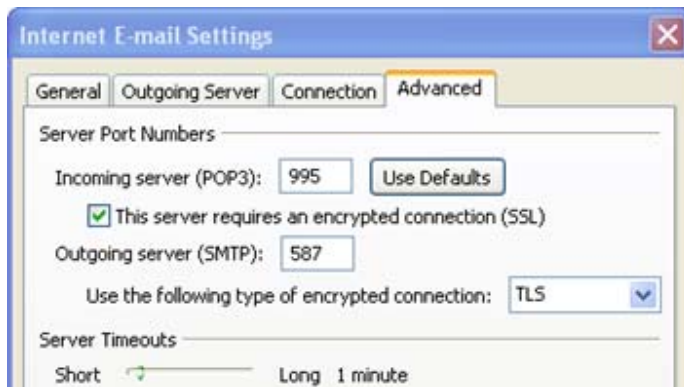 Internet E-mail Settings
General Outgoing Server Connection Advanced
Server Port Numbers
Incoming server (POP3): 995 Use Defaults
This server requires an encrypted connection (SSL)
Outgoing server (SMTP): 587
Use the following type of encrypted connection: TLS
Server Timeouts
Short Long 1 minute